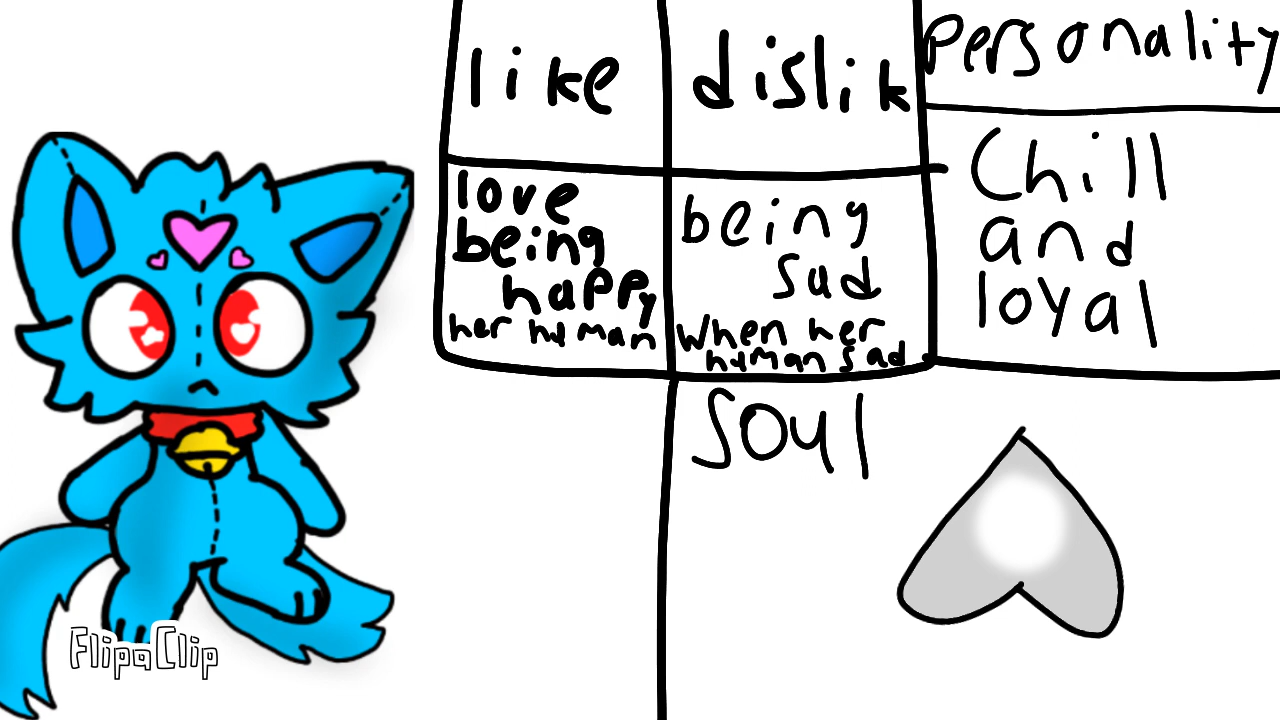 like
dislik
personality
love
being
happy
her human
being
sad
when her
human sad
Chill
and
loyal
soul
FlipaClip